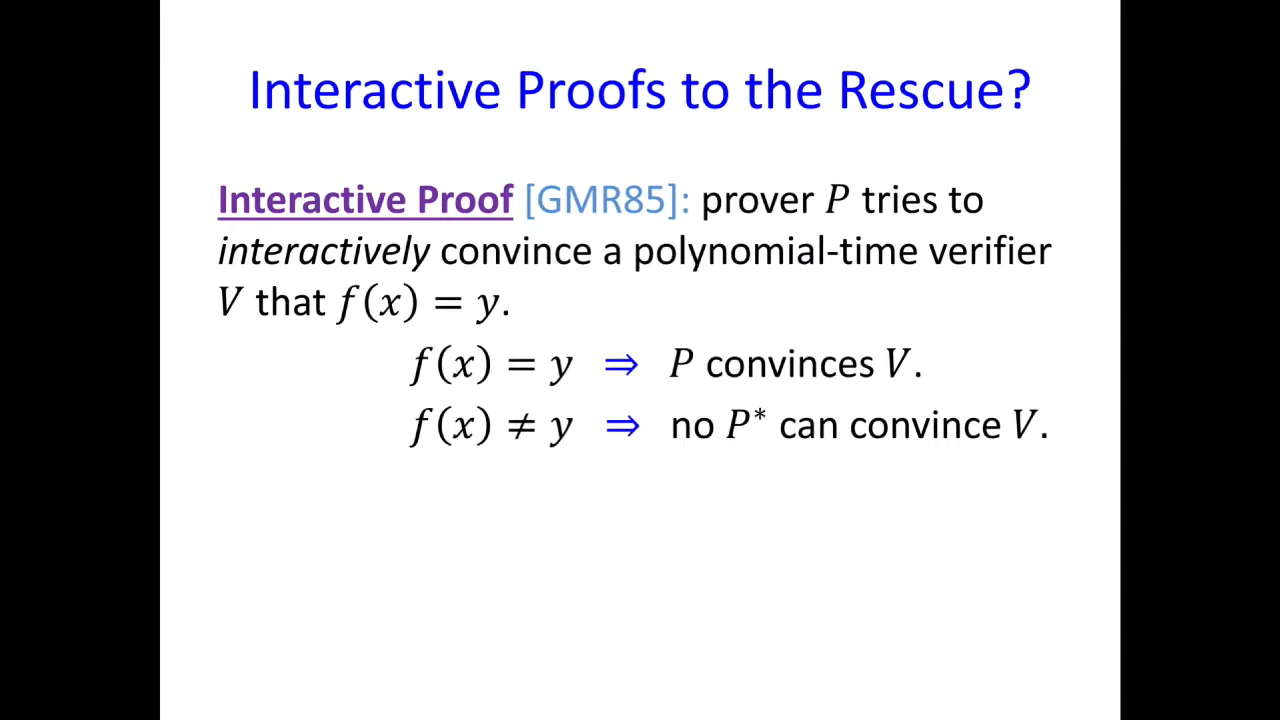 Interactive Proofs to the Rescue?
Interactive Proof [GMR85]: prover P tries to
interactively convince a polynomial-time verifier
V that f(x) = y.
f(x) = y ⇒ P convinces V.
f(x) ≠ y ⇒ no P* can convince V.